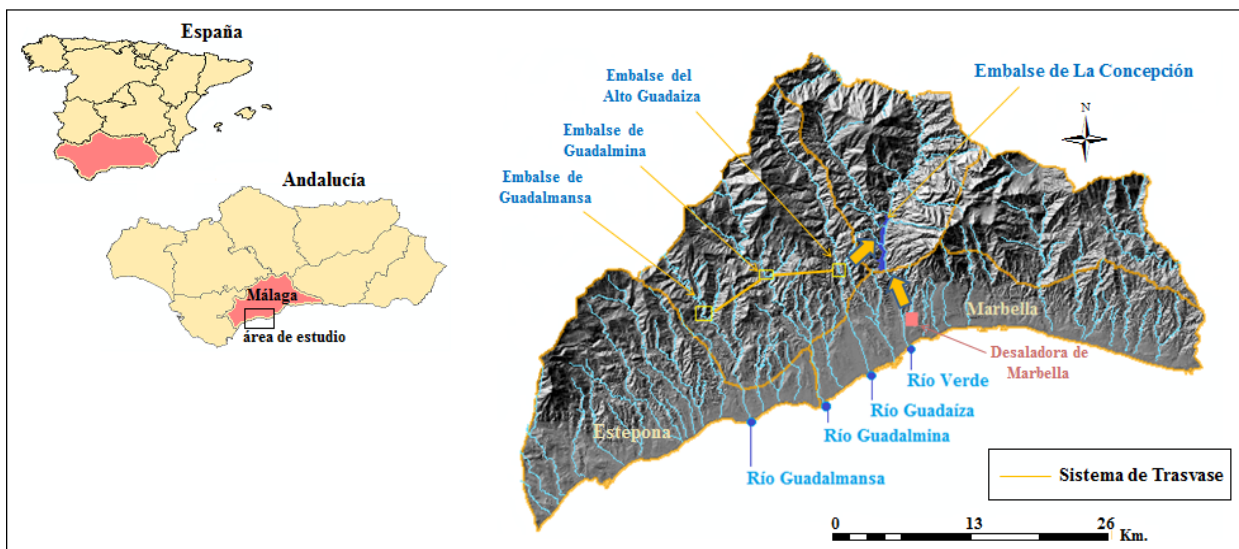 España
Andalucía
Málaga
área de estudio
Embalse del
Alto Guadaiza
Embalse de
Guadalmina
Embalse de
Guadalmansa
Embalse de La Concepción
N
Marbella
Desaladora de
Marbella
Río Verde
Río Guadaíza
Río Guadalmina
Río Guadalmansa
Estepona
Sistema de Trasvase
0 13 26
Km.